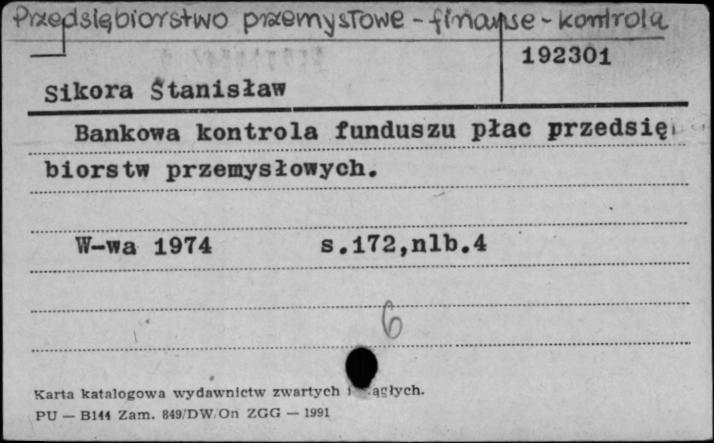 Przedsiębiorstwo przemysłowe - finanse - kontrola
192301
Sikora Stanisław
Bankowa kontrola funduszu płac przedsię
biorstw przemysłowych.
W-wa 1974 s.172,nlb.4
6
Karta katalogowa wydawnictw zwartych i
PU — B144 Zam. 849/DW/On ZGG — 1991